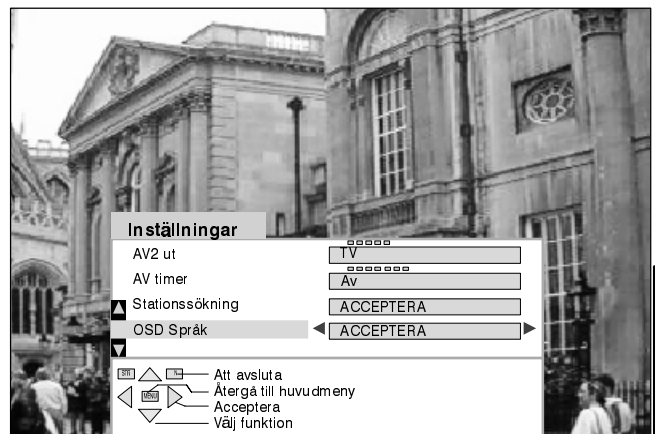 Inställningar
AV2 ut TV
AV timer Av
Stationssökning ACCEPTERA
OSD Språk ACCEPTERA
STR N Att avsluta
MENU Återgå till huvudmeny
Acceptera
Välj funktion